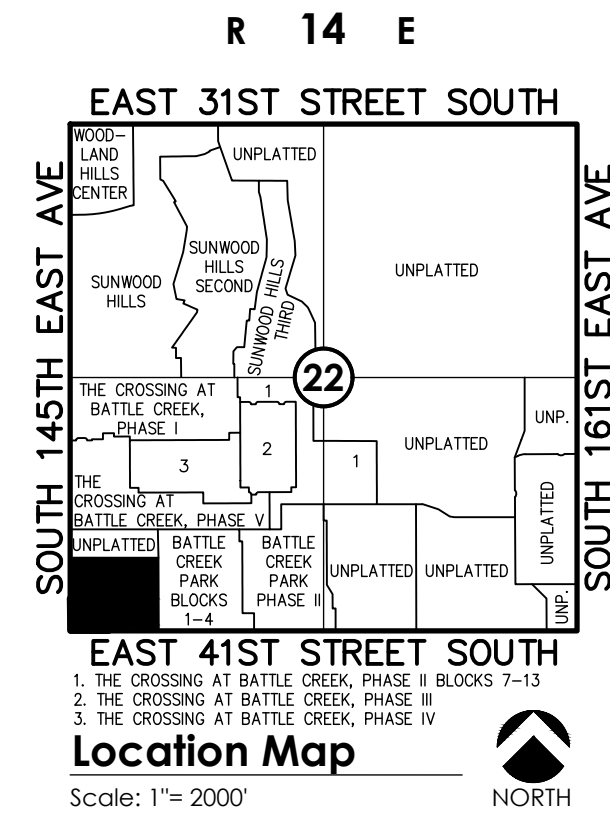 R 14 E
EAST 31ST STREET SOUTH
SOUTH 145TH EAST AVE
SOUTH 161ST EAST AVE
WOOD-
LAND
HILLS
CENTER
UNPLATTED
SUNWOOD
HILLS
SECOND
SUNWOOD
HILLS
SUNWOOD HILLS
THIRD
UNPLATTED
22
THE CROSSING AT
BATTLE CREEK,
PHASE I
1
2
3
1
UNPLATTED
UNP.
UNPLATTED
THE
CROSSING AT
BATTLE CREEK, PHASE V
UNPLATTED
BATTLE
CREEK
PARK
BLOCKS
1-4
BATTLE
CREEK
PARK
PHASE II
UNPLATTED
UNPLATTED
UNP.
EAST 41ST STREET SOUTH
1. THE CROSSING AT BATTLE CREEK, PHASE II BLOCKS 7-13
2. THE CROSSING AT BATTLE CREEK, PHASE III
3. THE CROSSING AT BATTLE CREEK, PHASE IV
Location Map
Scale: 1"= 2000'
NORTH